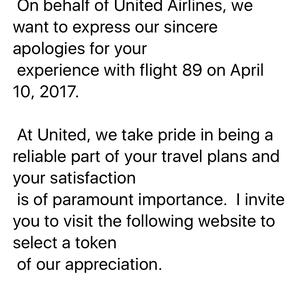 On behalf of United Airlines, we
want to express our sincere
apologies for your
experience with flight 89 on April
10, 2017.
At United, we take pride in being a
reliable part of your travel plans and
your satisfaction
is of paramount importance.  I invite
you to visit the following website to
select a token
of our appreciation.